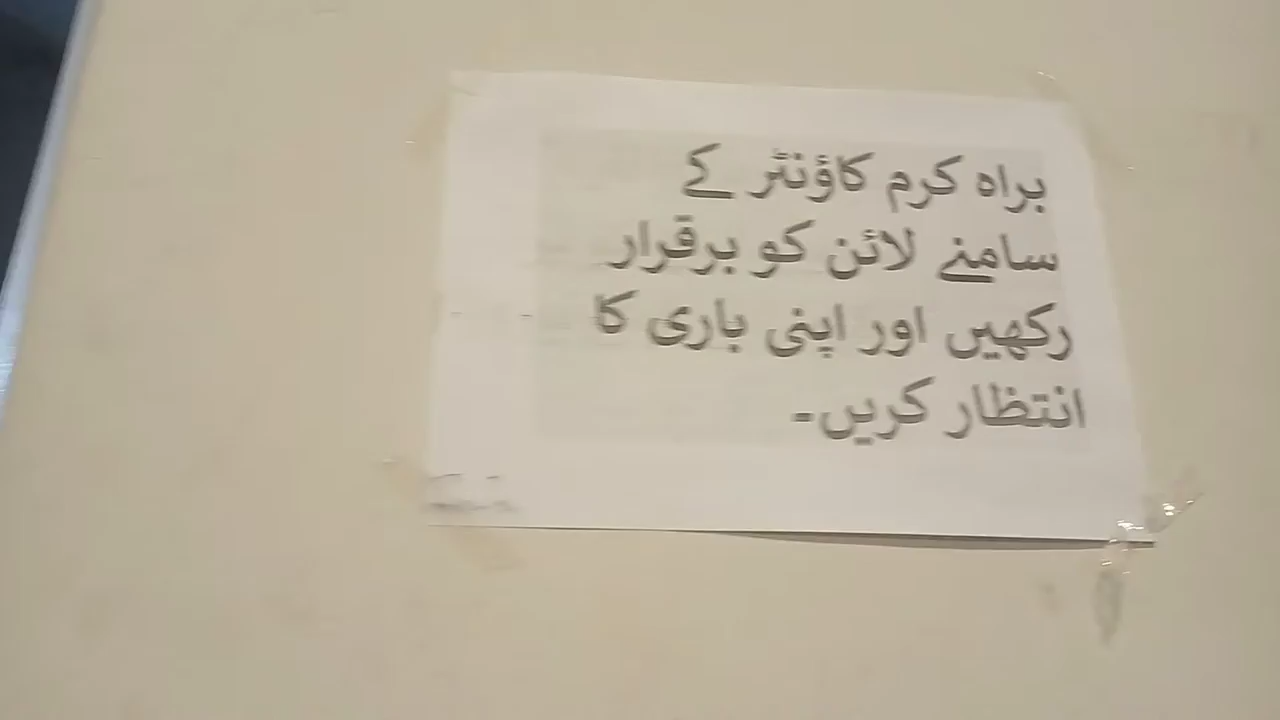 براہ کرم کاؤنٹر کے
سامنے لائن کو برقرار
رکھیں اور اپنی باری کا
انتظار کریں۔